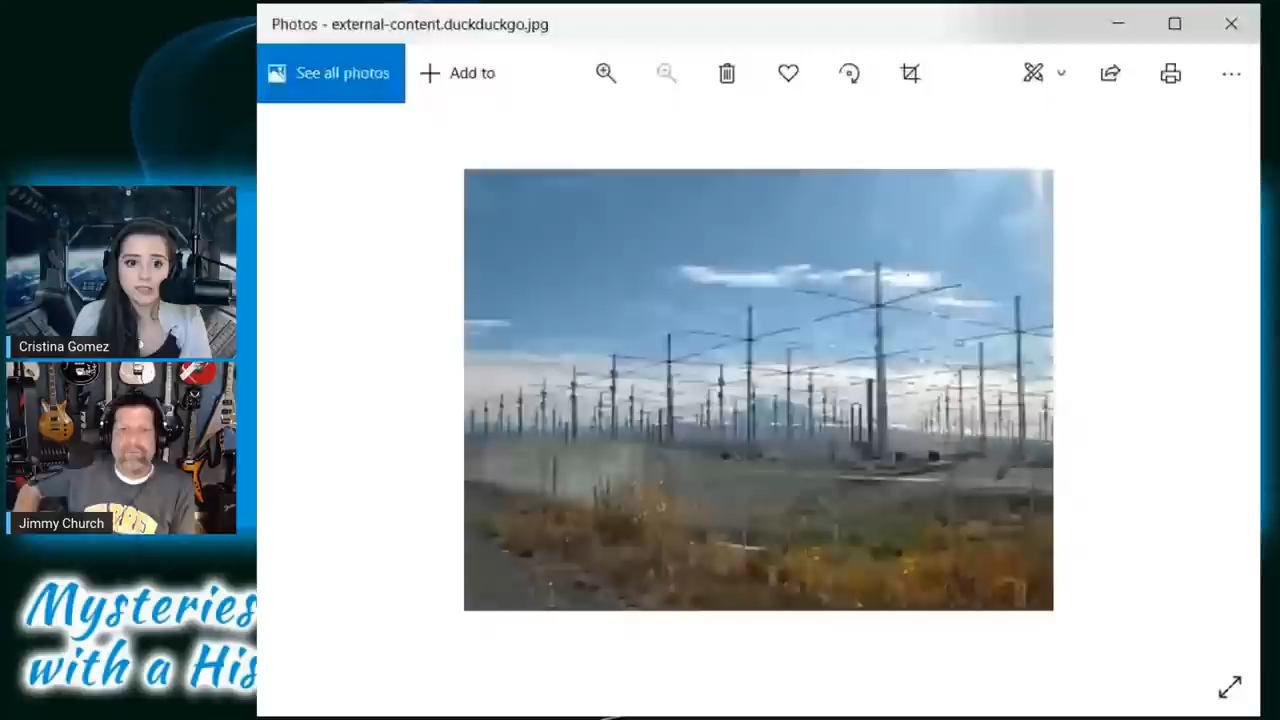 Photos - external-content.duckduckgo.jpg
See all photos
Add to
Cristina Gomez
Jimmy Church
Mysteries
with a His